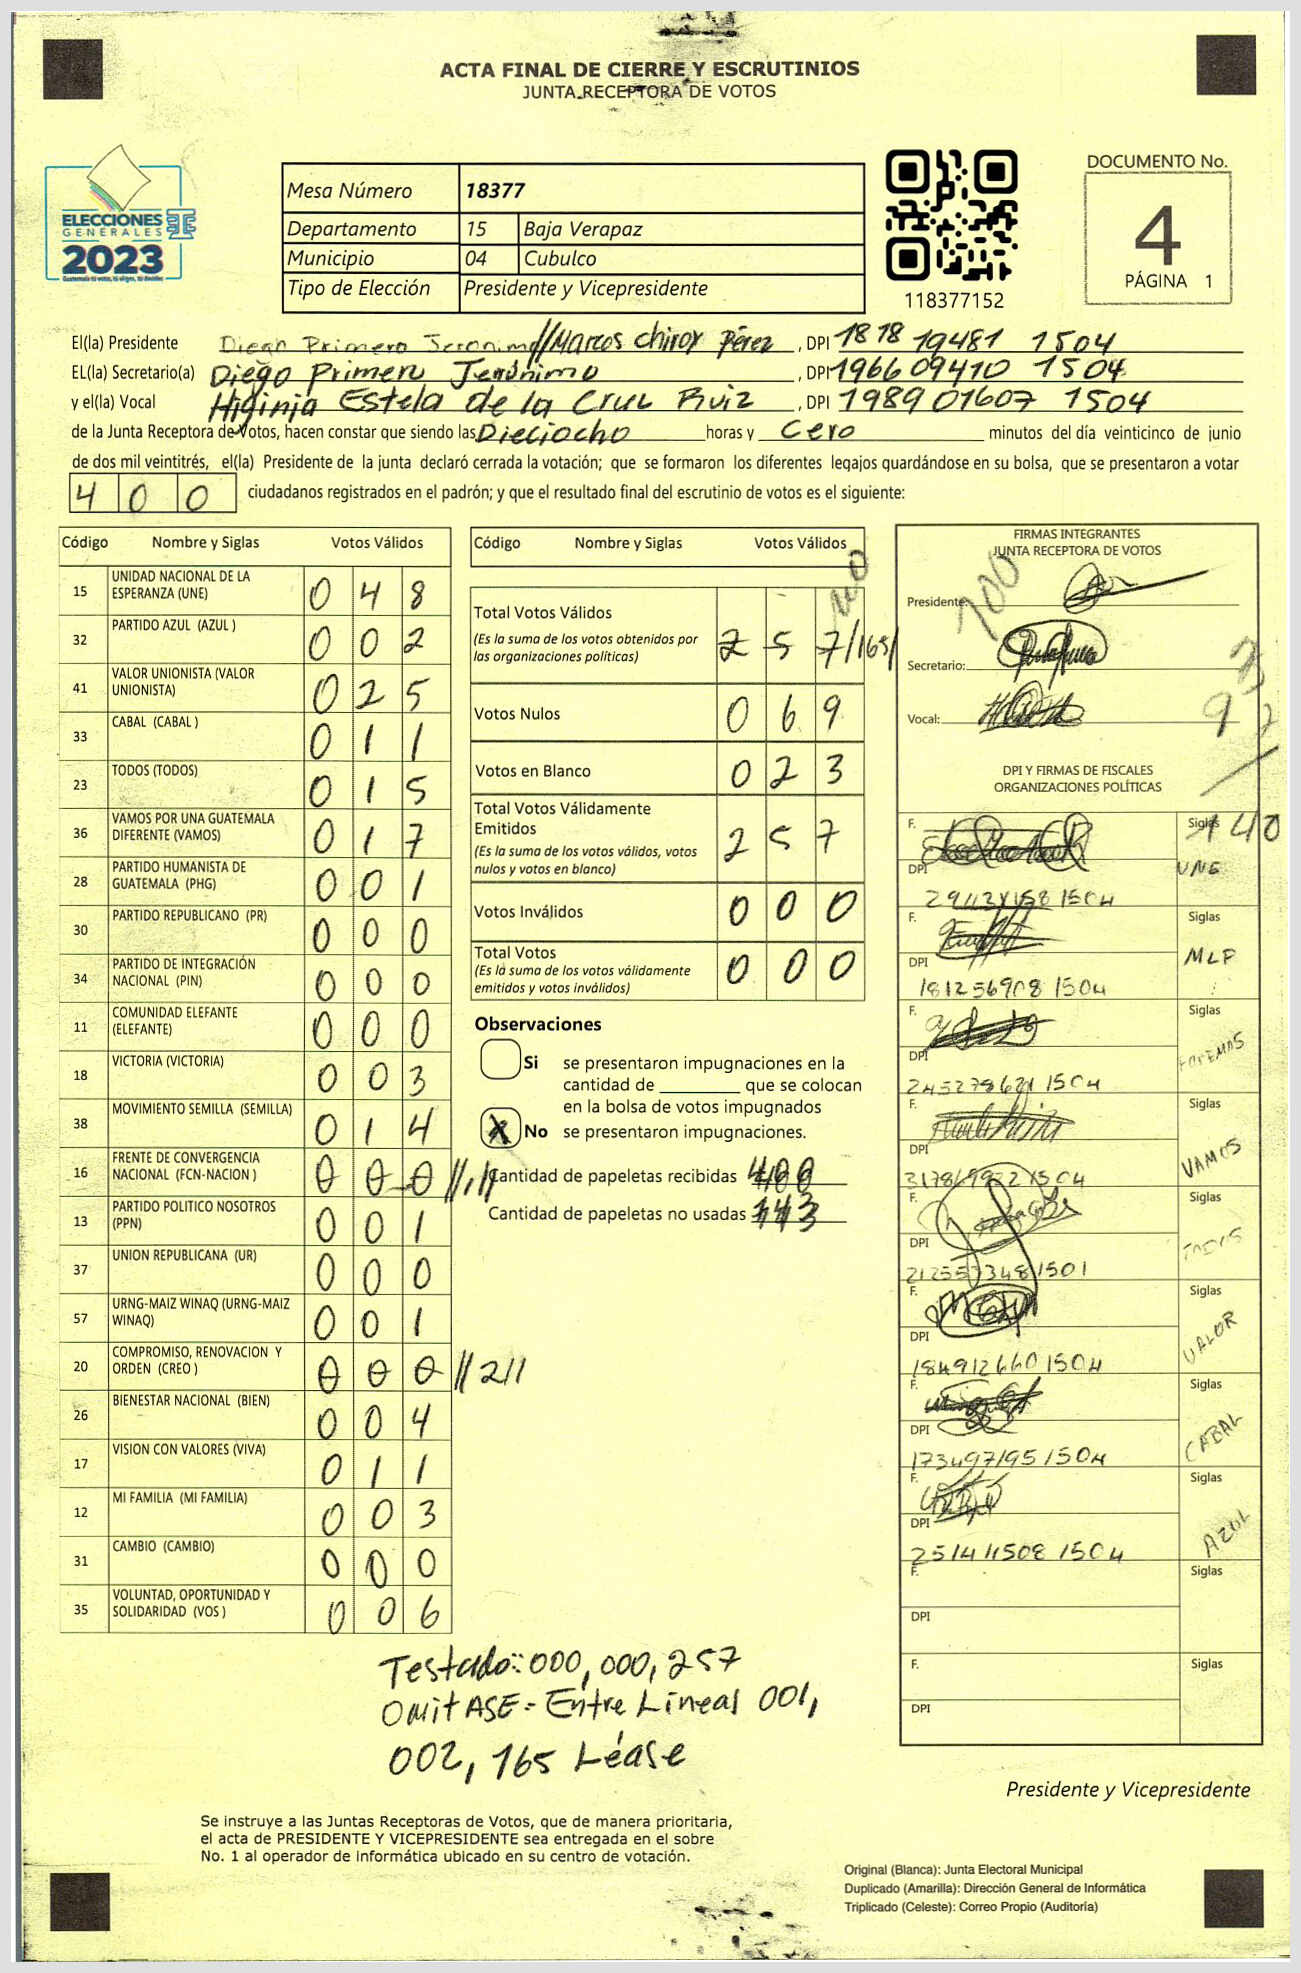 ACTA FINAL DE CIERRE Y ESCRUTINIOS
JUNTA RECEPTORA DE VOTOS
ELECCIONES
GENERALES
2023
Mesa Número 18377
Departamento 15 Baja Verapaz
Municipio 04 Cubulco
Tipo de Elección Presidente y Vicepresidente
118377152
DOCUMENTO No.
4
PÁGINA 1
El(la) Presidente Diego Primero Jeronimo//Marcos Chiroy Pérez, DPI 1818 19481 1504
EL(la) Secretario(a) Diego Primero Jerónimo, DPI 1966 09410 1504
y el(la) Vocal Higinia Estela de la Cruz Ruiz, DPI 1989 01607 1504
de la Junta Receptora de Votos, hacen constar que siendo las Dieciocho horas y Cero minutos del día veinticinco de junio
de dos mil veintitrés, el(la) Presidente de la junta declaró cerrada la votación; que se formaron los diferentes legajos guardándose en su bolsa, que se presentaron a votar
400 ciudadanos registrados en el padrón; y que el resultado final del escrutinio de votos es el siguiente:
Código Nombre y Siglas Votos Válidos
15 UNIDAD NACIONAL DE LA ESPERANZA (UNE) 0 4 8
32 PARTIDO AZUL (AZUL ) 0 0 2
41 VALOR UNIONISTA (VALOR UNIONISTA) 0 2 5
33 CABAL (CABAL ) 0 1 1
23 TODOS (TODOS) 0 1 5
36 VAMOS POR UNA GUATEMALA DIFERENTE (VAMOS) 0 1 7
28 PARTIDO HUMANISTA DE GUATEMALA (PHG) 0 0 1
30 PARTIDO REPUBLICANO (PR) 0 0 0
34 PARTIDO DE INTEGRACIÓN NACIONAL (PIN) 0 0 0
11 COMUNIDAD ELEFANTE (ELEFANTE) 0 0 0
18 VICTORIA (VICTORIA) 0 0 3
38 MOVIMIENTO SEMILLA (SEMILLA) 0 1 4
16 FRENTE DE CONVERGENCIA NACIONAL (FCN-NACION ) 0 0 0 //1//
13 PARTIDO POLITICO NOSOTROS (PPN) 0 0 1
37 UNION REPUBLICANA (UR) 0 0 0
57 URNG-MAIZ WINAQ (URNG-MAIZ WINAQ) 0 0 1
20 COMPROMISO, RENOVACION Y ORDEN (CREO ) 0 0 0 //2//
26 BIENESTAR NACIONAL (BIEN) 0 0 4
17 VISION CON VALORES (VIVA) 0 1 1
12 MI FAMILIA (MI FAMILIA) 0 0 3
31 CAMBIO (CAMBIO) 0 0 0
35 VOLUNTAD, OPORTUNIDAD Y SOLIDARIDAD (VOS ) 0 0 6
Código Nombre y Siglas Votos Válidos
Total Votos Válidos 2 5 7/165/
(Es la suma de los votos obtenidos por
las organizaciones políticas)
Votos Nulos 0 6 9
Votos en Blanco 0 2 3
Total Votos Válidamente
Emitidos 2 5 7
(Es la suma de los votos válidos, votos
nulos y votos en blanco)
Votos Inválidos 0 0 0
Total Votos 0 0 0
(Es la suma de los votos válidamente
emitidos y votos inválidos)
Observaciones
Si se presentaron impugnaciones en la
cantidad de ________ que se colocan
en la bolsa de votos impugnados
X No se presentaron impugnaciones.
Cantidad de papeletas recibidas 400
Cantidad de papeletas no usadas 143
FIRMAS INTEGRANTES
JUNTA RECEPTORA DE VOTOS
100
Presidente:
Secretario:
Vocal:
DPI Y FIRMAS DE FISCALES
ORGANIZACIONES POLÍTICAS
F. Siglas 140
DPI UNE
F. Siglas
DPI MLP
181256908 1504
F. Siglas
DPI
245278621 1504
F. Siglas
DPI VAMOS
F. Siglas
DPI TODOS
F. Siglas
DPI VALOR
184912660 1504
F. Siglas
DPI CABAL
173497195 1504
F. Siglas
DPI AZUL
251411508 1504
F. Siglas
DPI
F. Siglas
DPI
Testado: 000, 000, 257
OmitASE- Entre Lineas 001,
002, 165 Léase
Presidente y Vicepresidente
Se instruye a las Juntas Receptoras de Votos, que de manera prioritaria,
el acta de PRESIDENTE Y VICEPRESIDENTE sea entregada en el sobre
No. 1 al operador de informática ubicado en su centro de votación.
Original (Blanca): Junta Electoral Municipal
Duplicado (Amarilla): Dirección General de Informática
Triplicado (Celeste): Correo Propio (Auditoría)